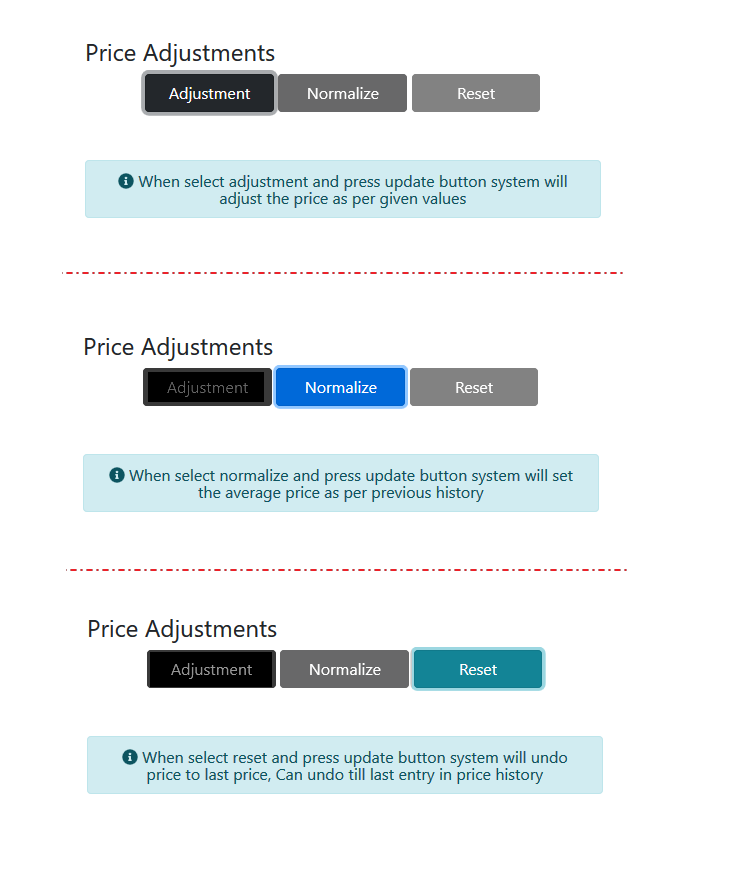 Price Adjustments
Adjustment Normalize Reset
When select adjustment and press update button system will
adjust the price as per given values
Price Adjustments
Adjustment Normalize Reset
When select normalize and press update button system will set
the average price as per previous history
Price Adjustments
Adjustment Normalize Reset
When select reset and press update button system will undo
price to last price, Can undo till last entry in price history